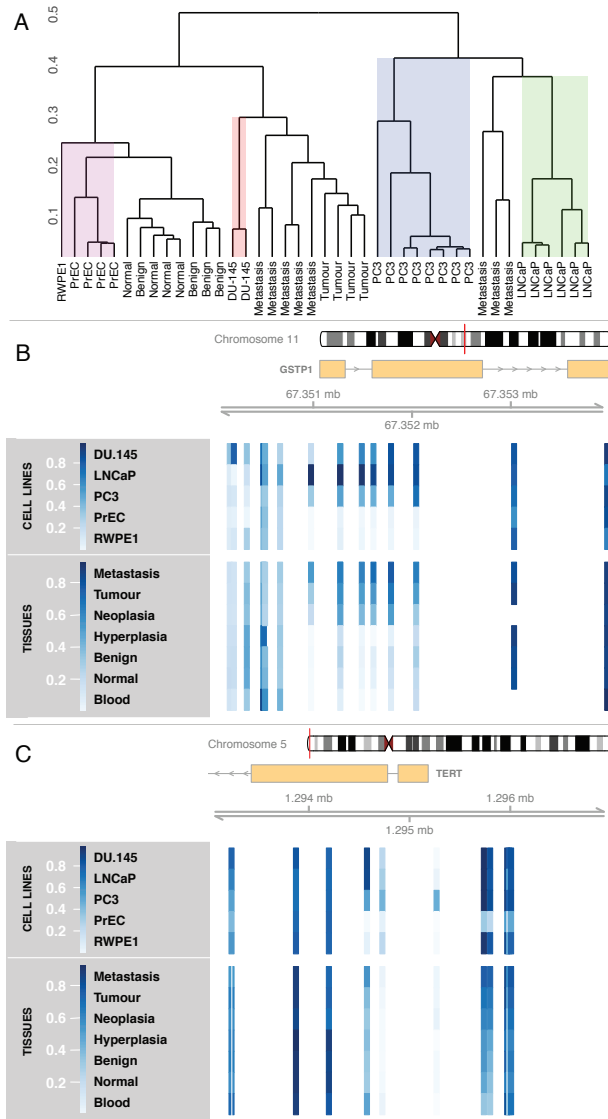 A
0.5
0.4
0.3
0.2
0.1
RWPE1
PrEC
PrEC
PrEC
PrEC
Normal
Benign
Normal
Normal
Normal
Benign
Benign
Benign
DU-145
DU-145
Metastasis
Metastasis
Metastasis
Metastasis
Metastasis
Tumour
Tumour
Tumour
Tumour
PC3
PC3
PC3
PC3
PC3
PC3
PC3
PC3
Metastasis
Metastasis
Metastasis
LNCaP
LNCaP
LNCaP
LNCaP
LNCaP
LNCaP
B
Chromosome 11
GSTP1
67.351 mb
67.353 mb
67.352 mb
CELL LINES
0.8
0.6
0.4
0.2
DU.145
LNCaP
PC3
PrEC
RWPE1
TISSUES
0.8
0.6
0.4
0.2
Metastasis
Tumour
Neoplasia
Hyperplasia
Benign
Normal
Blood
C
Chromosome 5
TERT
1.294 mb
1.296 mb
1.295 mb
CELL LINES
0.8
0.6
0.4
0.2
DU.145
LNCaP
PC3
PrEC
RWPE1
TISSUES
0.8
0.6
0.4
0.2
Metastasis
Tumour
Neoplasia
Hyperplasia
Benign
Normal
Blood